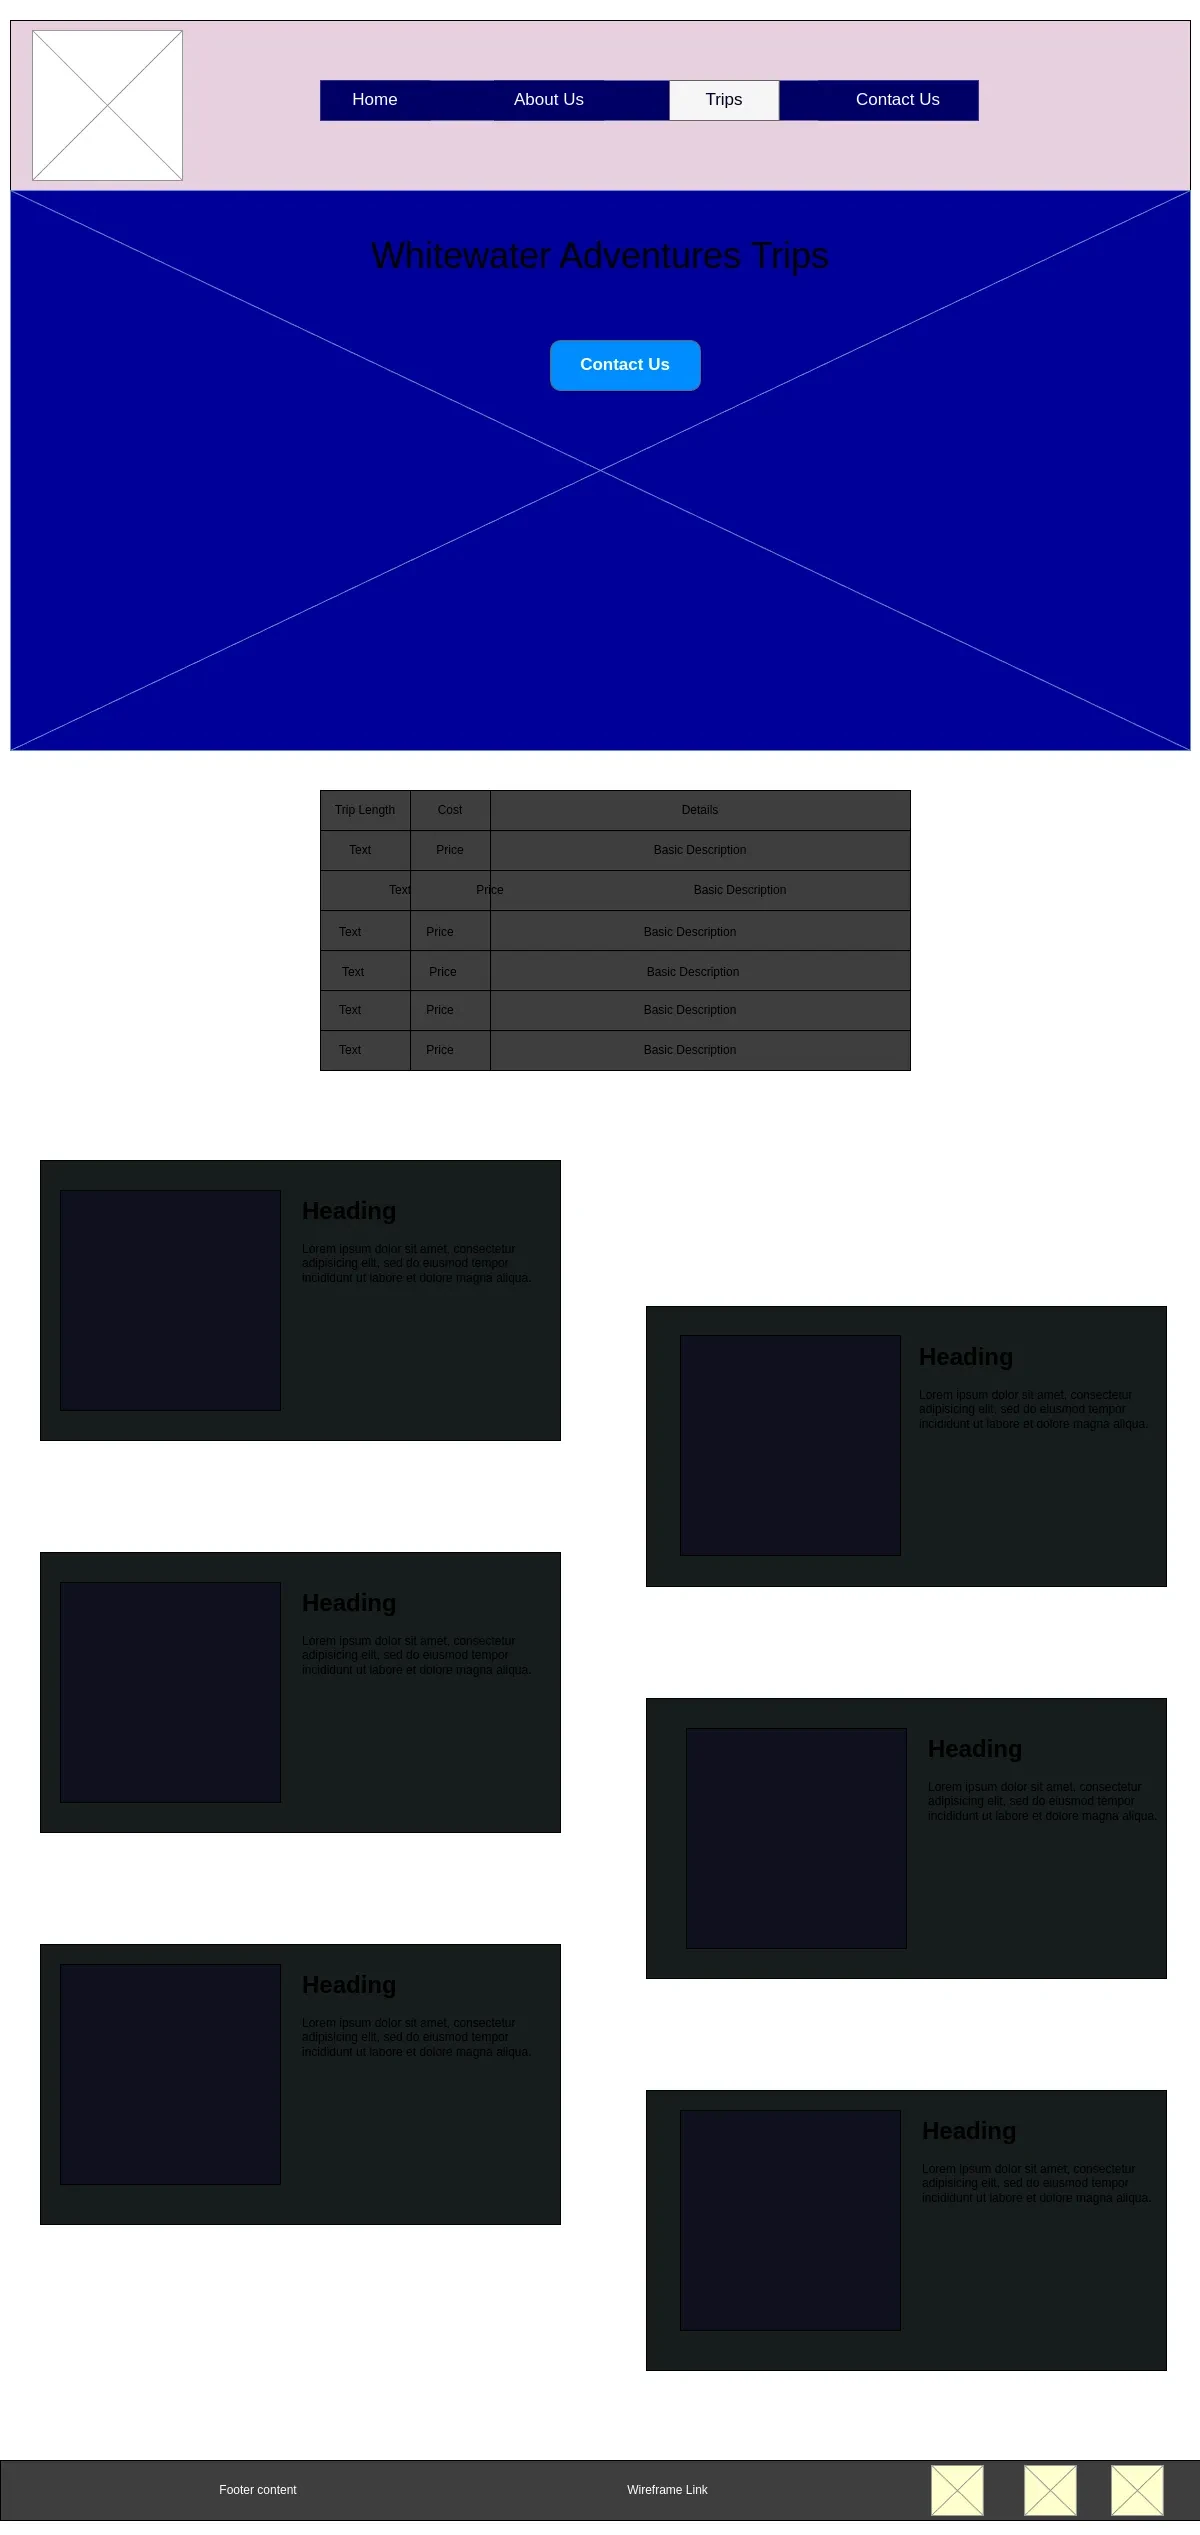 Home
About Us
Trips
Contact Us
Whitewater Adventures Trips
Contact Us
Trip Length Cost Details
Text Price Basic Description
Text Price Basic Description
Text Price Basic Description
Text Price Basic Description
Text Price Basic Description
Text Price Basic Description
Heading
Lorem ipsum dolor sit amet, consectetur
adipisicing elit, sed do eiusmod tempor
incididunt ut labore et dolore magna aliqua.
Heading
Lorem ipsum dolor sit amet, consectetur
adipisicing elit, sed do eiusmod tempor
incididunt ut labore et dolore magna aliqua.
Heading
Lorem ipsum dolor sit amet, consectetur
adipisicing elit, sed do eiusmod tempor
incididunt ut labore et dolore magna aliqua.
Heading
Lorem ipsum dolor sit amet, consectetur
adipisicing elit, sed do eiusmod tempor
incididunt ut labore et dolore magna aliqua.
Heading
Lorem ipsum dolor sit amet, consectetur
adipisicing elit, sed do eiusmod tempor
incididunt ut labore et dolore magna aliqua.
Heading
Lorem ipsum dolor sit amet, consectetur
adipisicing elit, sed do eiusmod tempor
incididunt ut labore et dolore magna aliqua.
Footer content
Wireframe Link